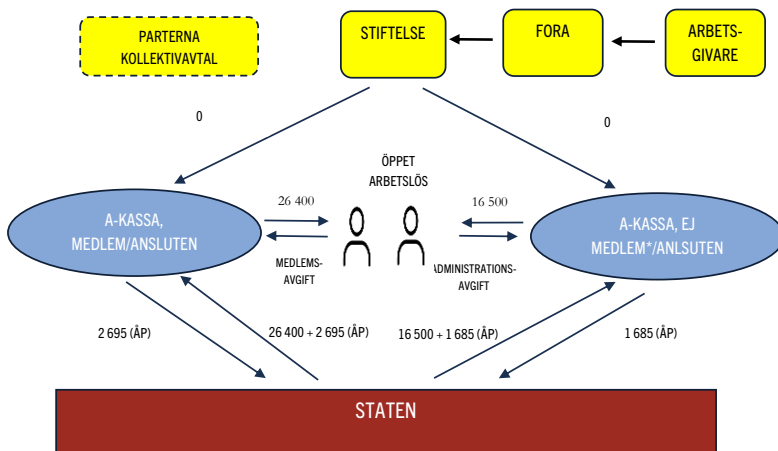 PARTERNA
KOLLEKTIVAVTAL
STIFTELSE
FORA
ARBETS-
GIVARE
0
0
ÖPPET
ARBETSLÖS
A-KASSA,
MEDLEM/ANSLUTEN
26 400
16 500
A-KASSA, EJ
MEDLEM*/ANLSUTEN
MEDLEMS-
AVGIFT
ADMINISTRATIONS-
AVGIFT
2 695 (ÅP)
26 400 + 2 695 (ÅP)
16 500 + 1 685 (ÅP)
1 685 (ÅP)
STATEN